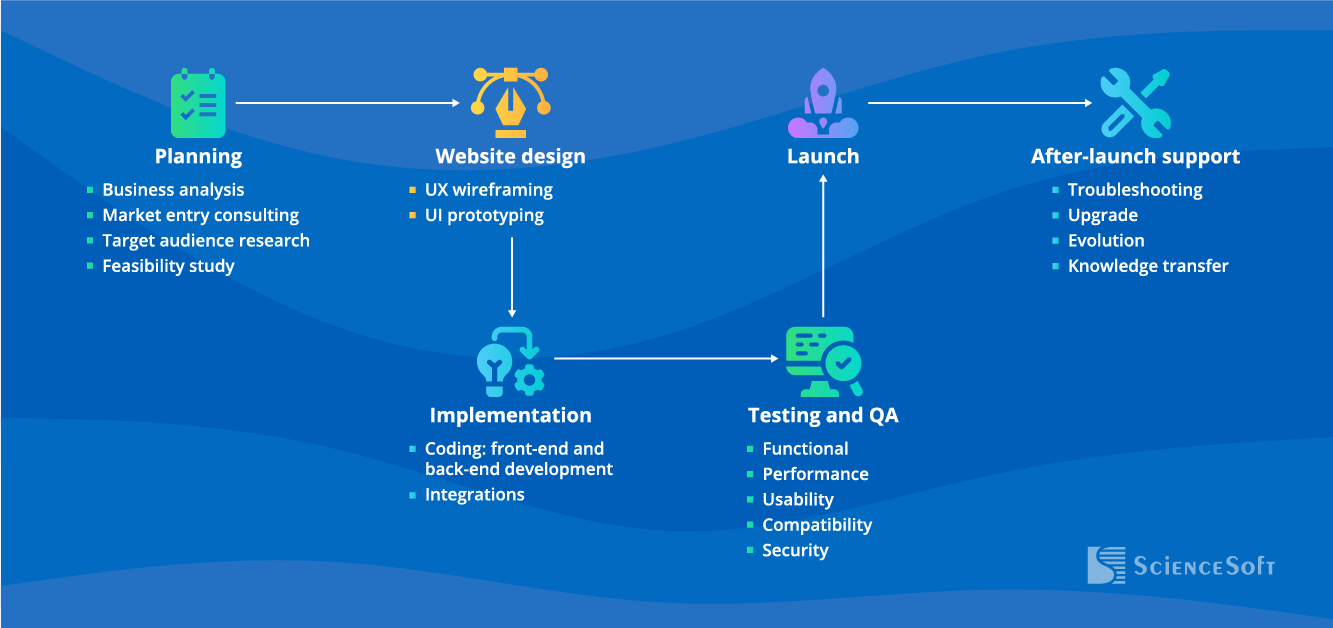 Planning
Business analysis
Market entry consulting
Target audience research
Feasibility study
Website design
UX wireframing
UI prototyping
Implementation
Coding: front-end and
back-end development
Integrations
Testing and QA
Functional
Performance
Usability
Compatibility
Security
Launch
After-launch support
Troubleshooting
Upgrade
Evolution
Knowledge transfer
ScienceSoft